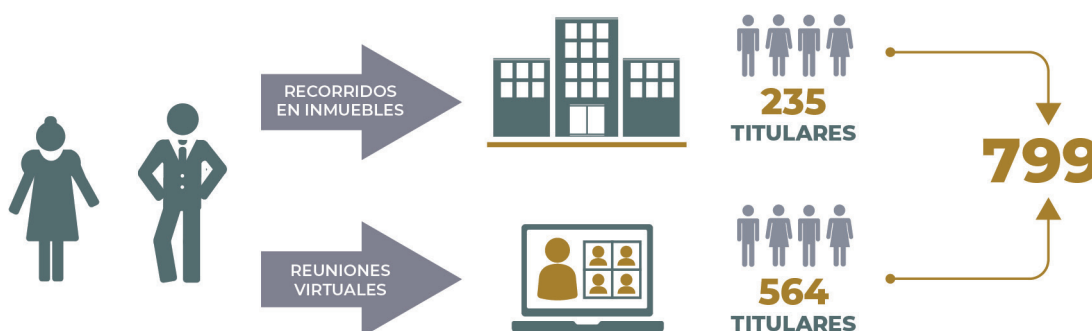 RECORRIDOS
EN INMUEBLES
235
TITULARES
799
REUNIONES
VIRTUALES
564
TITULARES